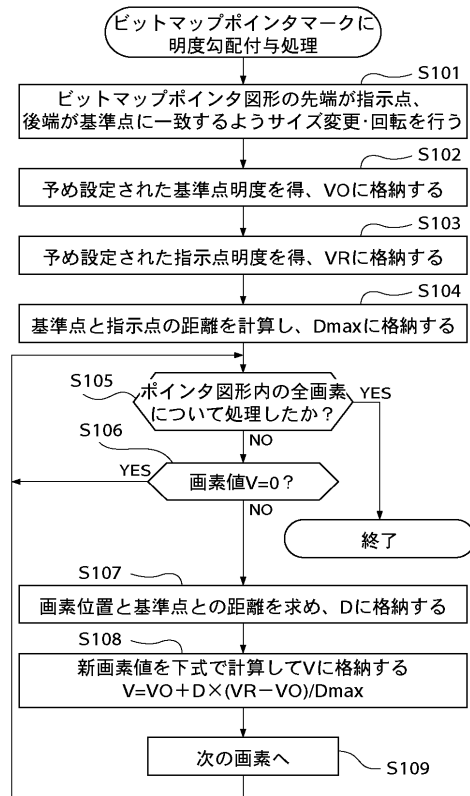 ビットマップポインタマークに
明度勾配付与処理
S101
ビットマップポインタ図形の先端が指示点、
後端が基準点に一致するようサイズ変更・回転を行う
S102
予め設定された基準点明度を得、VOに格納する
S103
予め設定された指示点明度を得、VRに格納する
S104
基準点と指示点の距離を計算し、Dmaxに格納する
S105
ポインタ図形内の全画素
について処理したか？
YES
NO
S106
画素値V=0？
YES
NO
終了
S107
画素位置と基準点との距離を求め、Dに格納する
S108
新画素値を下式で計算してVに格納する
V=VO+D×(VR−VO)/Dmax
次の画素へ
S109